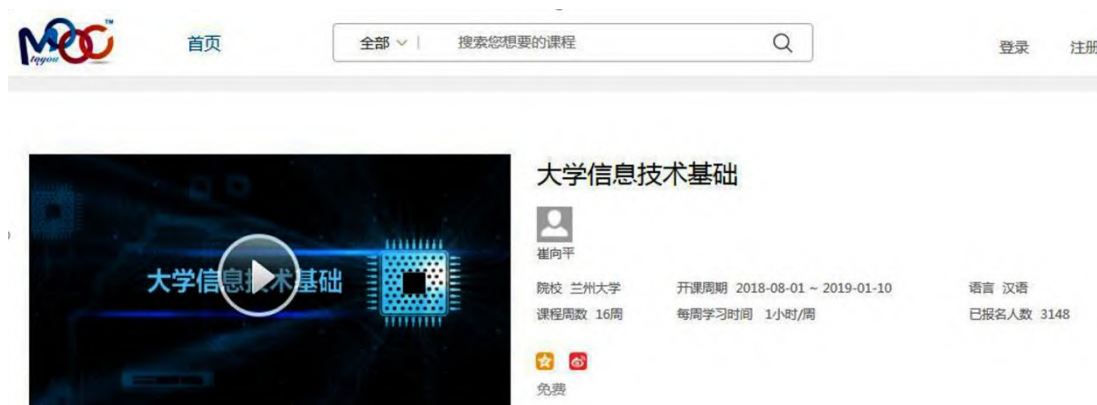 MOOC TM
toyou
首页
全部
搜索您想要的课程
登录
注册
大学信息技术基础
大学信息技术基础
崔向平
院校 兰州大学 开课周期 2018-08-01 ~ 2019-01-10 语言 汉语
课程周数 16周 每周学习时间 1小时/周 已报名人数 3148
免费